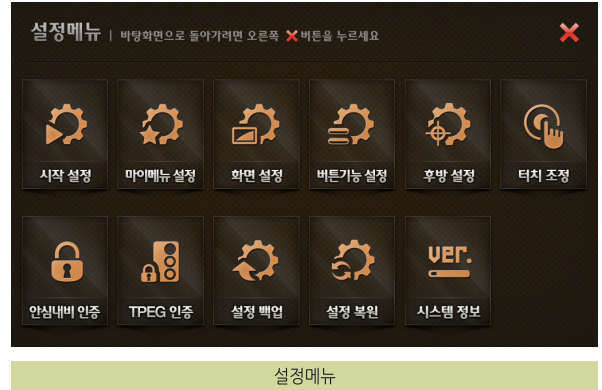 설정메뉴 | 바탕화면으로 돌아가려면 오른쪽 ✖ 버튼을 누르세요
시작 설정 마이메뉴 설정 화면 설정 버튼기능 설정 후방 설정 터치 조정
ver.
안심내비 인증 TPEG 인증 설정 백업 설정 복원 시스템 정보
설정메뉴